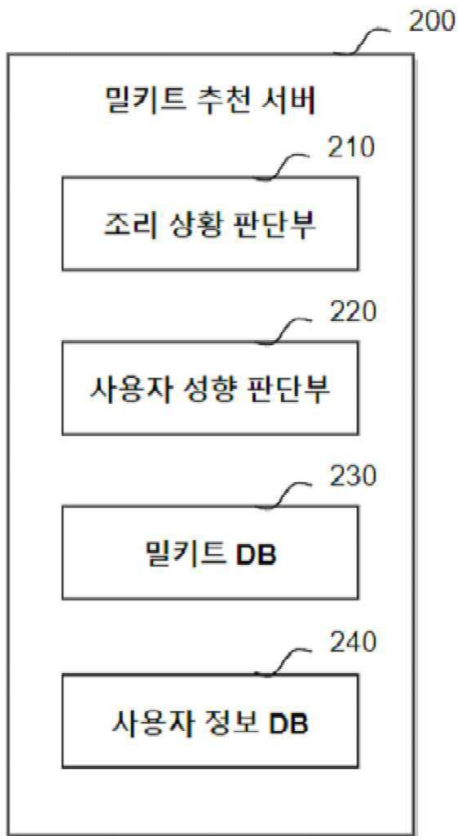 200
밀키트 추천 서버
210
조리 상황 판단부
220
사용자 성향 판단부
230
밀키트 DB
240
사용자 정보 DB